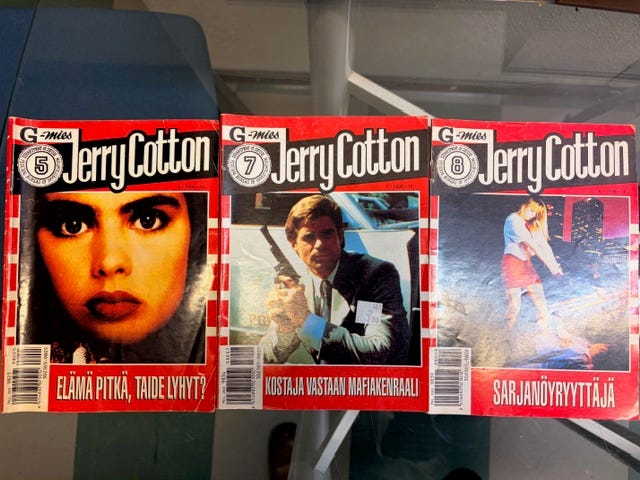 G-mies
5
Jerry Cotton
ELÄMÄ PITKÄ, TAIDE LYHYT?
G-mies
7
Jerry Cotton
KOSTAJA VASTAAN MAFIAKENRAALI
G-mies
8
Jerry Cotton
SARJANÖYRYYTTÄJÄ